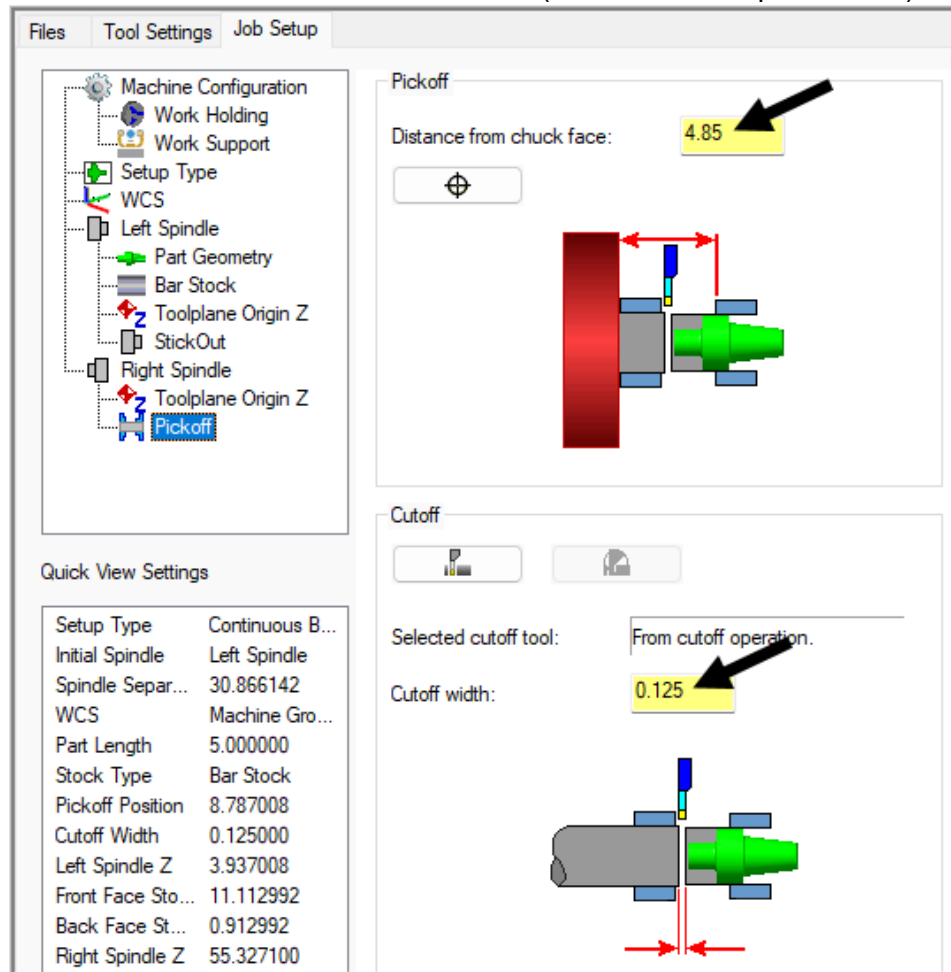 Files Tool Settings Job Setup
Machine Configuration
Work Holding
Work Support
Setup Type
WCS
Left Spindle
Part Geometry
Bar Stock
Toolplane Origin Z
StickOut
Right Spindle
Toolplane Origin Z
Pickoff
Pickoff
Distance from chuck face: 4.85
Cutoff
Selected cutoff tool: From cutoff operation.
Cutoff width: 0.125
Quick View Settings
Setup Type Continuous B...
Initial Spindle Left Spindle
Spindle Separ... 30.866142
WCS Machine Gro...
Part Length 5.000000
Stock Type Bar Stock
Pickoff Position 8.787008
Cutoff Width 0.125000
Left Spindle Z 3.937008
Front Face Sto... 11.112992
Back Face St... 0.912992
Right Spindle Z 55.327100